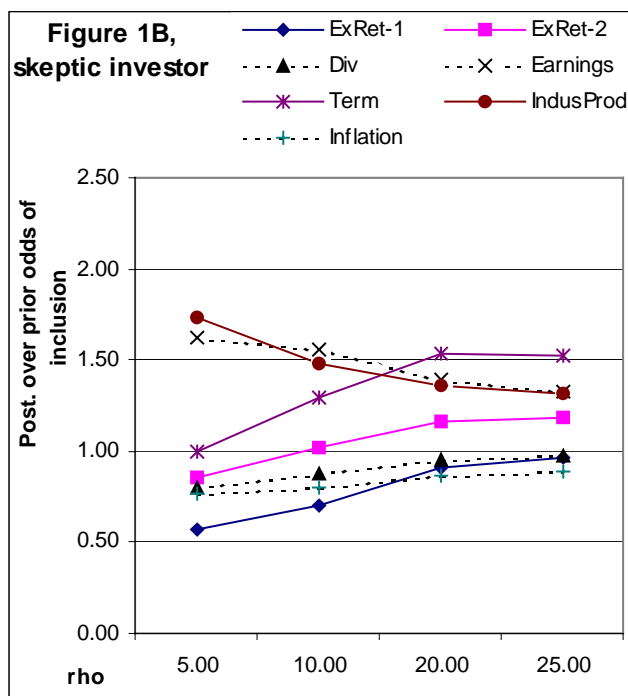 Figure 1B,
skeptic investor
ExRet-1
ExRet-2
Div
Earnings
Term
IndusProd
Inflation
Post. over prior odds of
inclusion
2.50
2.00
1.50
1.00
0.50
0.00
rho
5.00
10.00
20.00
25.00